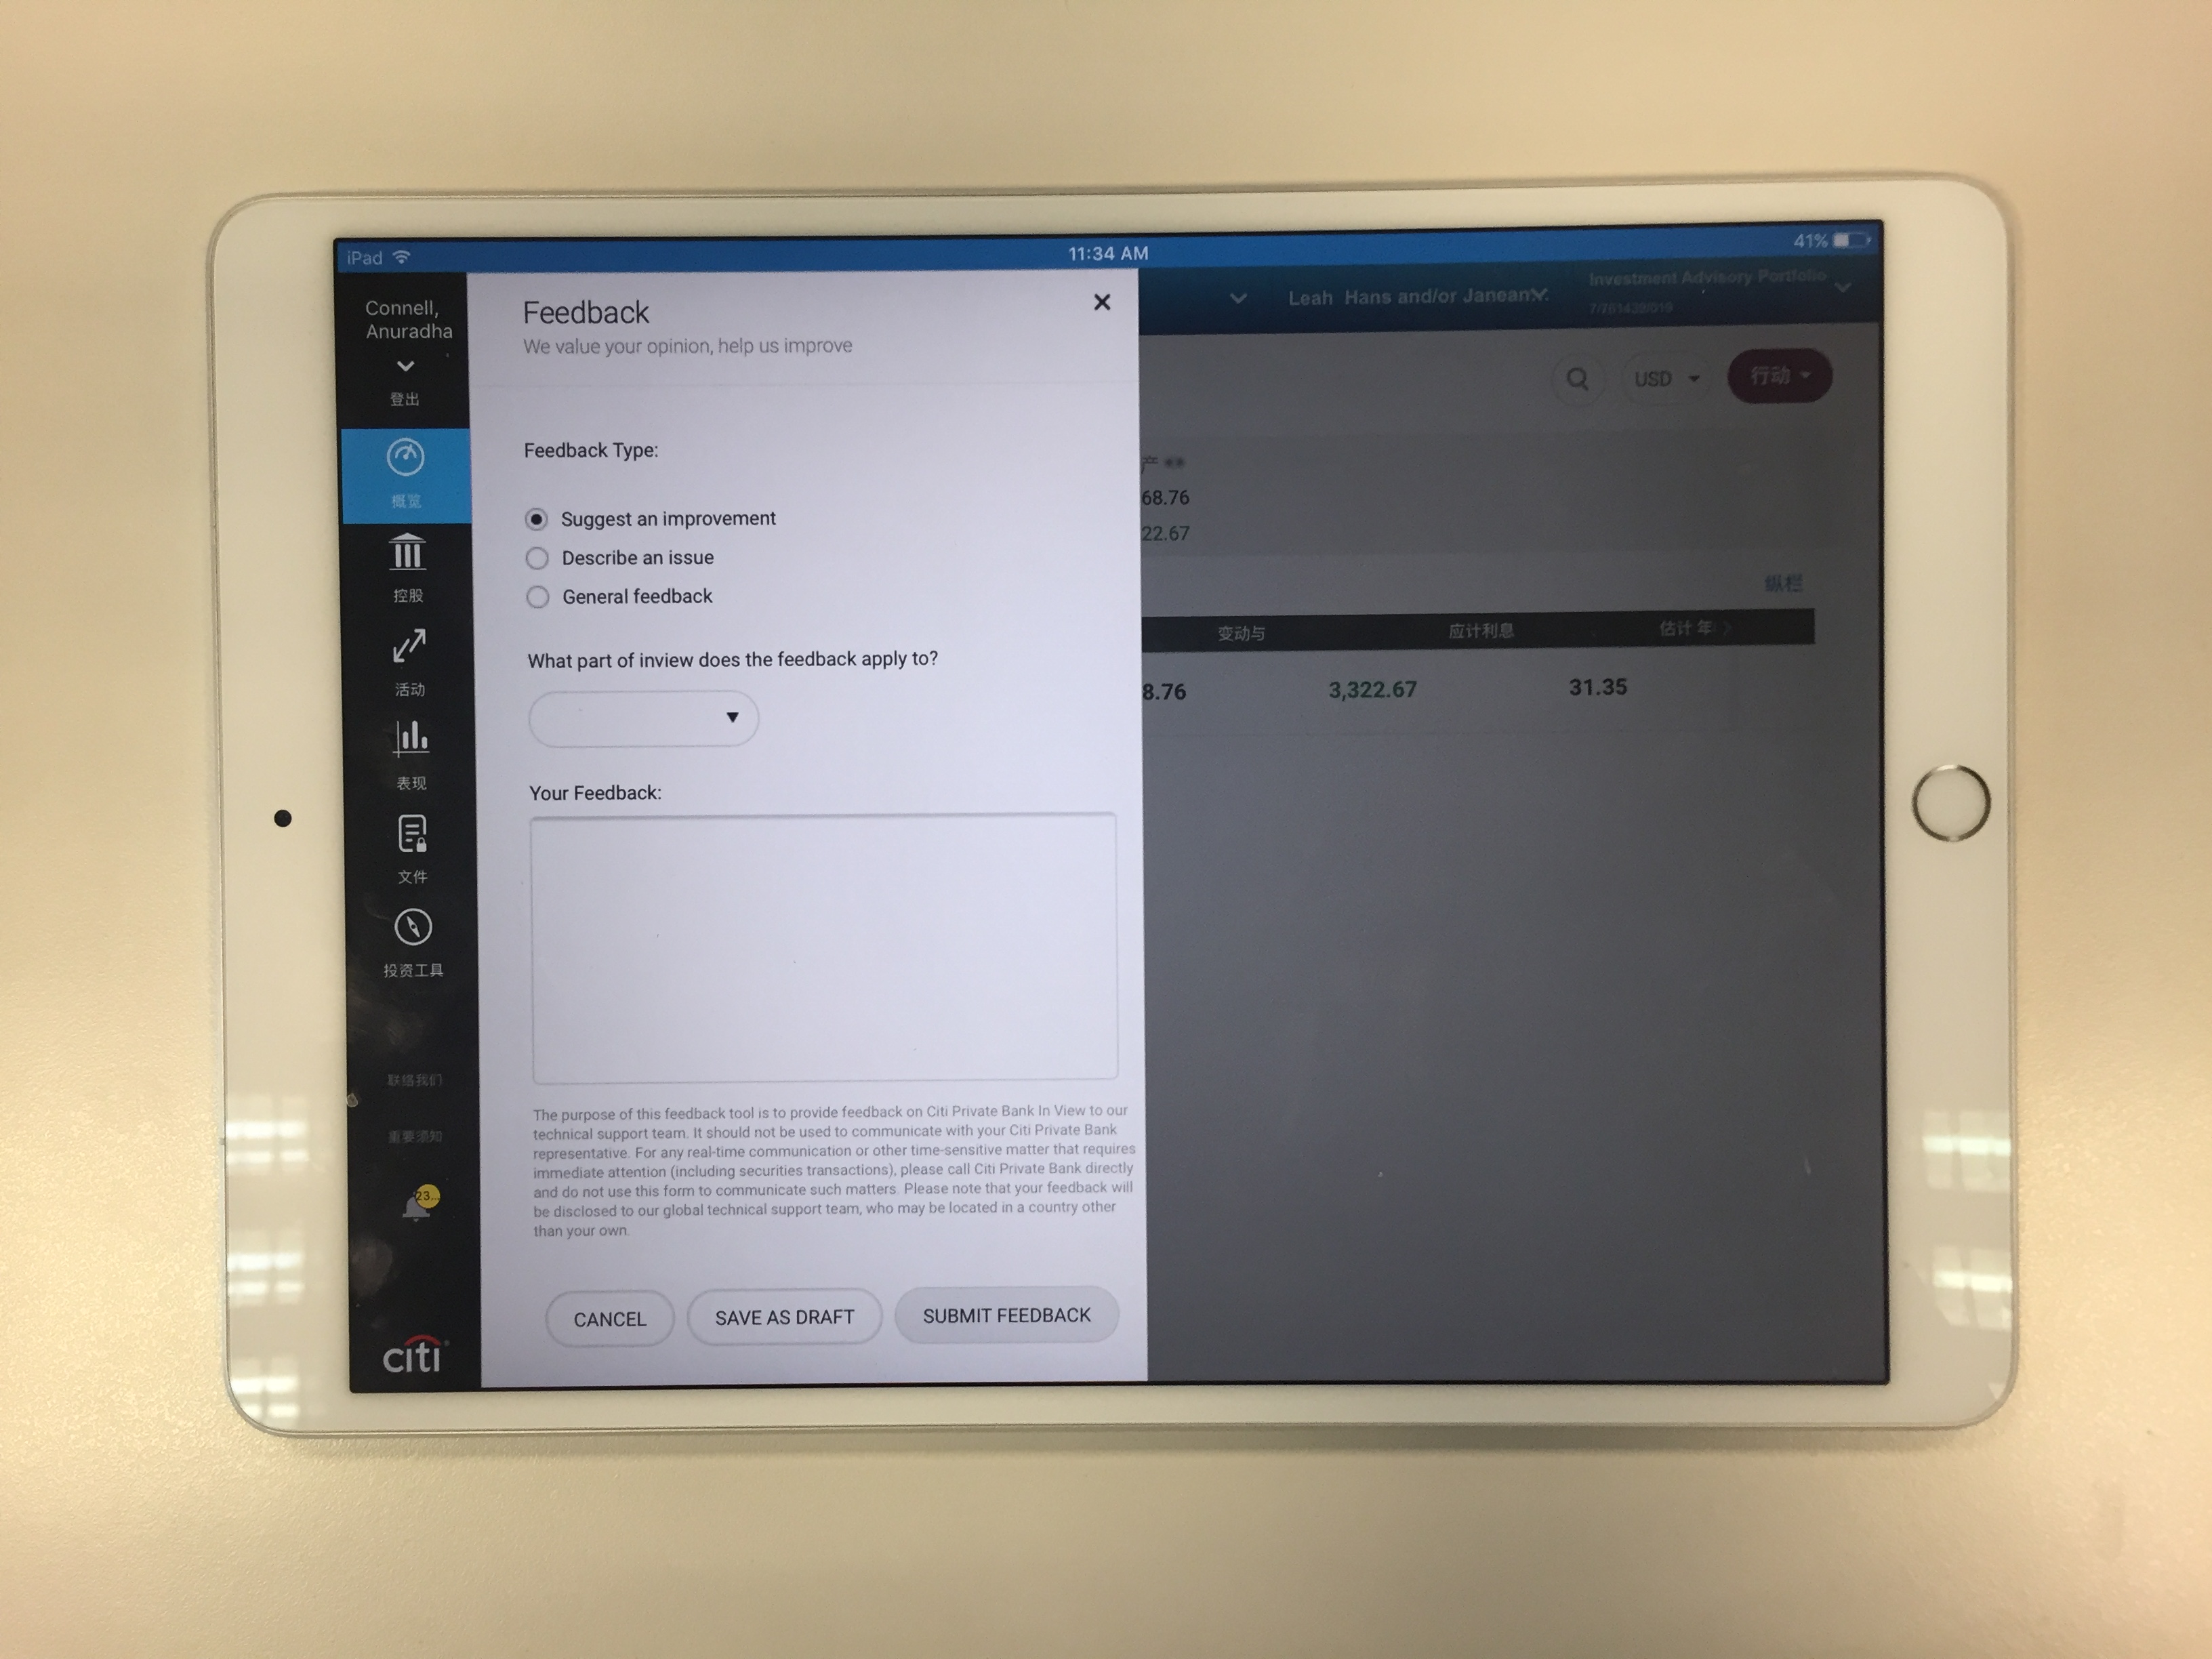 iPad
11:34 AM
41%
Connell,
Anuradha
登出
概览
控股
活动
表现
文件
投资工具
联络我们
重要须知
23...
citi
Feedback
We value your opinion, help us improve
Feedback Type:
Suggest an improvement
Describe an issue
General feedback
What part of inview does the feedback apply to?
Your Feedback:
The purpose of this feedback tool is to provide feedback on Citi Private Bank In View to our
technical support team. It should not be used to communicate with your Citi Private Bank
representative. For any real-time communication or other time-sensitive matter that requires
immediate attention (including securities transactions), please call Citi Private Bank directly
and do not use this form to communicate such matters. Please note that your feedback will
be disclosed to our global technical support team, who may be located in a country other
than your own.
CANCEL
SAVE AS DRAFT
SUBMIT FEEDBACK
Leah Hans and/or Janean
Investment Advisory Portfolio
USD
行动
68.76
22.67
纵栏
变动与
应计利息
估计 年
8.76
3,322.67
31.35